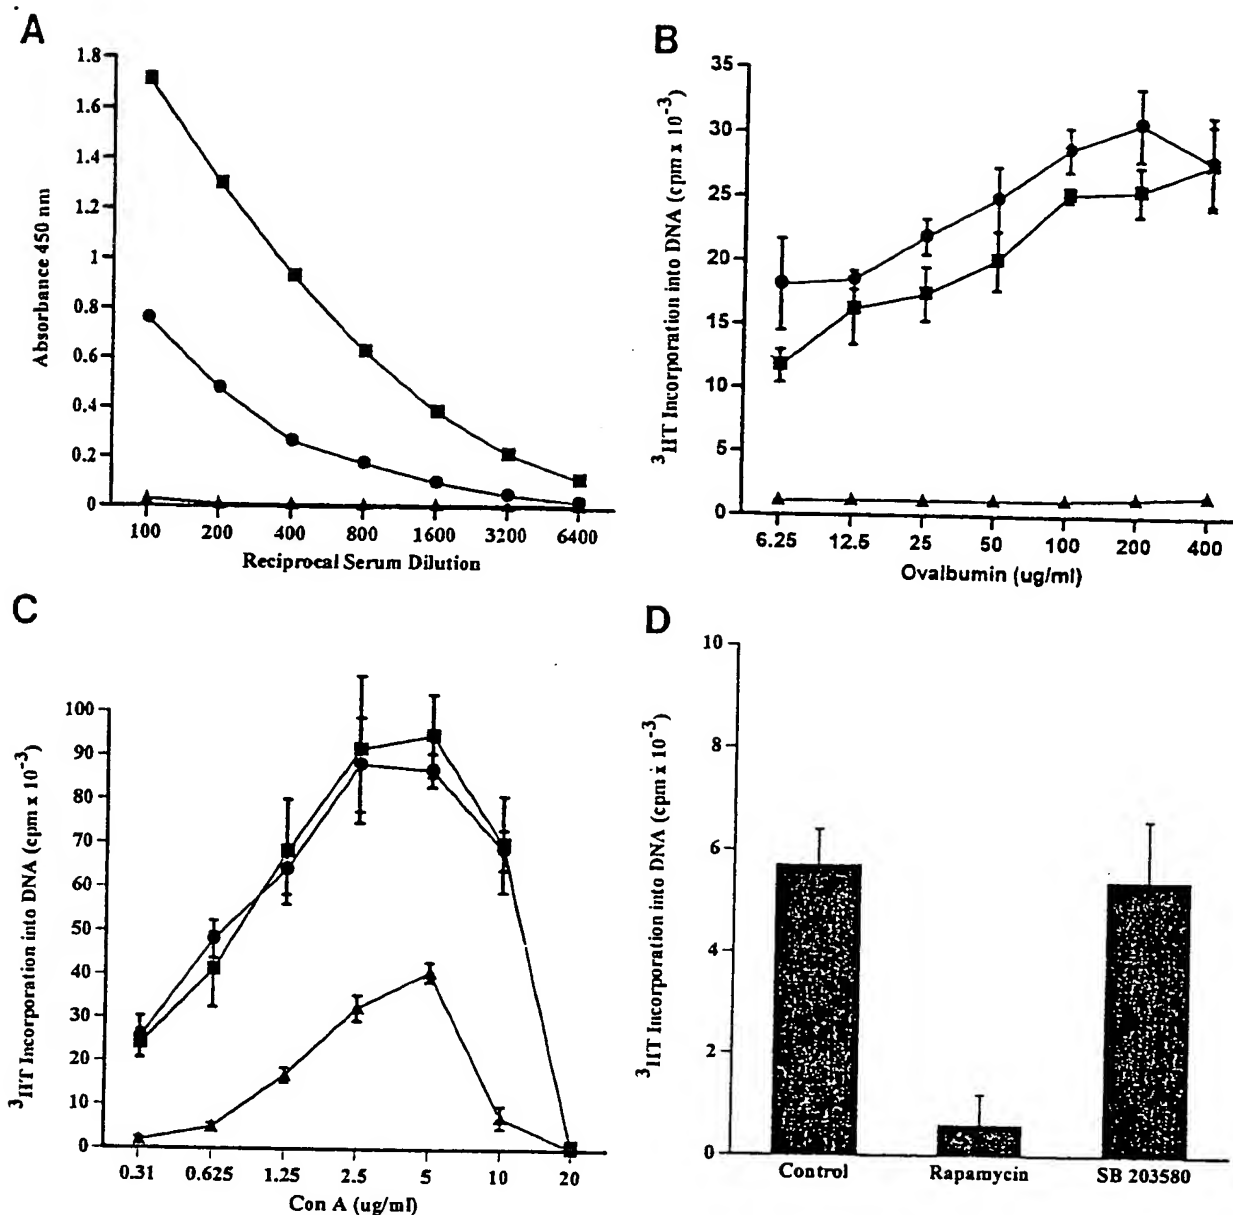 A
1.8
1.6
1.4
1.2
1
0.8
0.6
0.4
0.2
0
Absorbance 450 nm
100 200 400 800 1600 3200 6400
Reciprocal Serum Dilution
B
35
30
25
20
15
10
5
0
3HT Incorporation into DNA (cpm x 10-3)
6.25 12.5 25 50 100 200 400
Ovalbumin (ug/ml)
C
100
90
80
70
60
50
40
30
20
10
0
3HT Incorporation into DNA (cpm x 10-3)
0.31 0.625 1.25 2.5 5 10 20
Con A (ug/ml)
D
10
8
6
4
2
0
3HT Incorporation into DNA (cpm x 10-3)
Control Rapamycin SB 203580